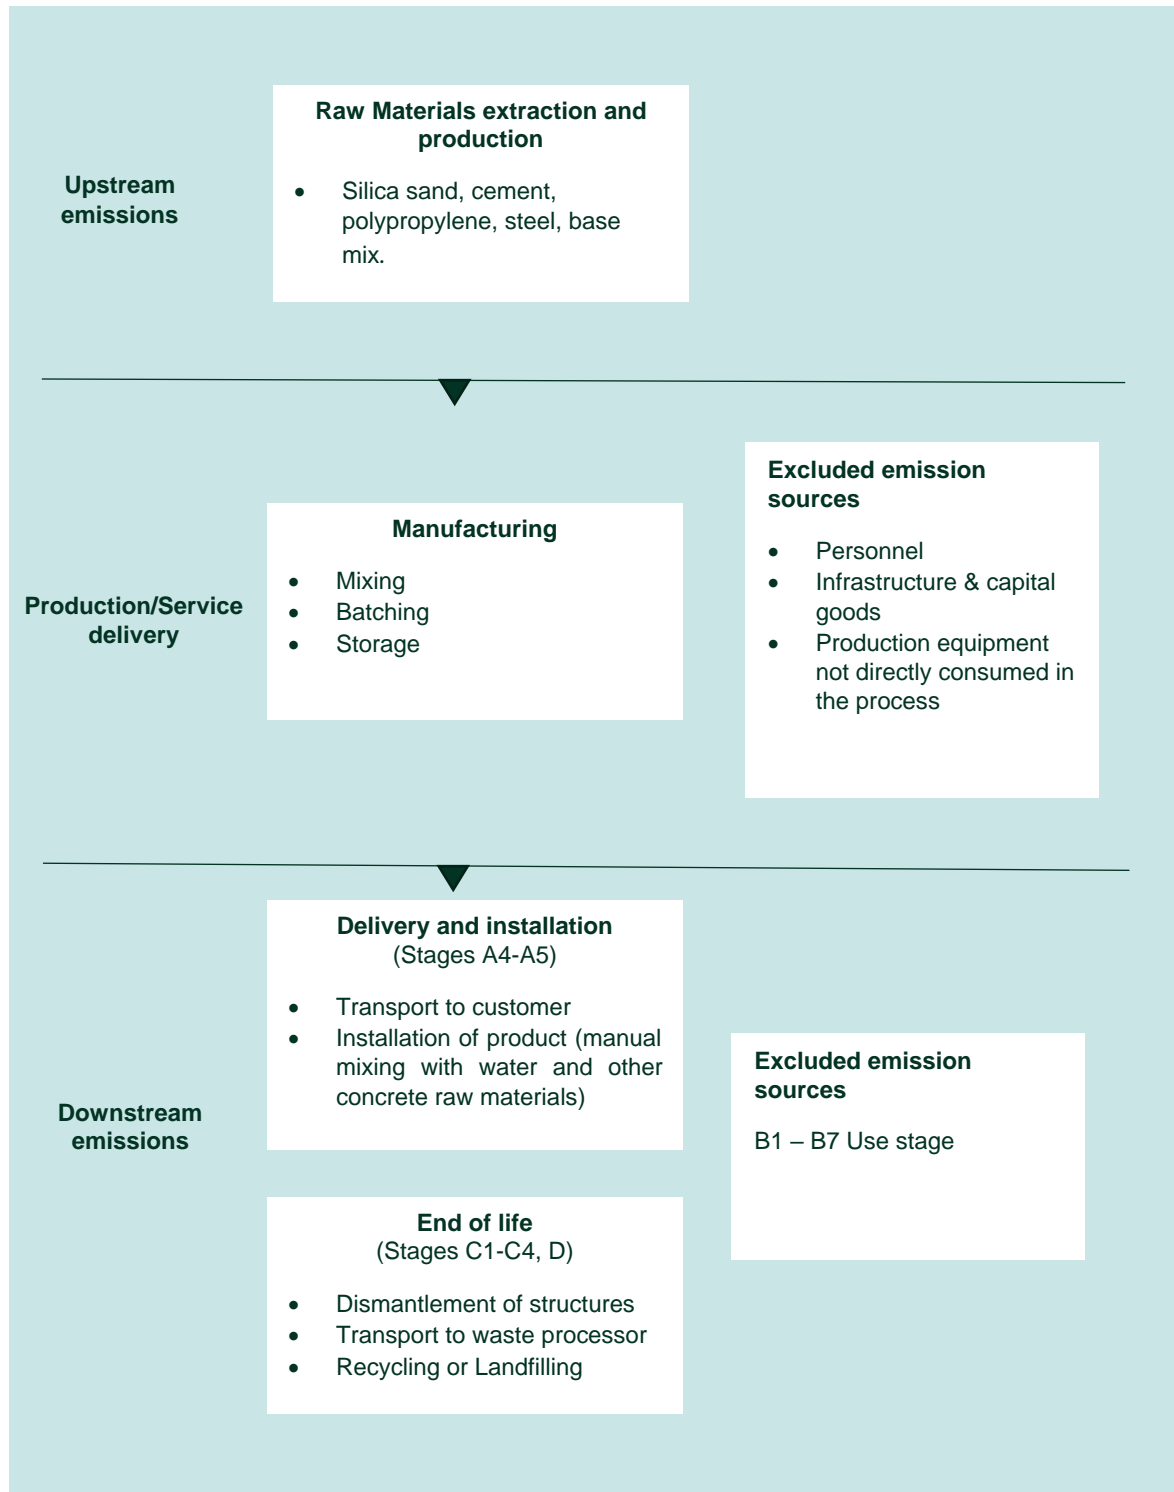 Raw Materials extraction and
production
Upstream
emissions
• Silica sand, cement,
polypropylene, steel, base
mix.
Excluded emission
sources
Manufacturing
• Personnel
• Mixing
• Infrastructure & capital
goods
Production/Service
delivery
• Batching
• Storage
• Production equipment
not directly consumed in
the process
Delivery and installation
(Stages A4-A5)
• Transport to customer
• Installation of product (manual
mixing with water and other
concrete raw materials)
Excluded emission
sources
Downstream
emissions
B1 – B7 Use stage
End of life
(Stages C1-C4, D)
• Dismantlement of structures
• Transport to waste processor
• Recycling or Landfilling